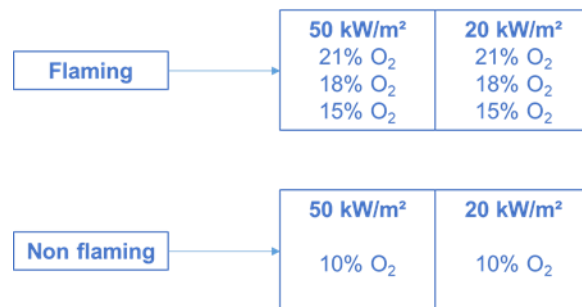 50 kW/m² 20 kW/m²
Flaming 21% O₂ 21% O₂
18% O₂ 18% O₂
15% O₂ 15% O₂
50 kW/m² 20 kW/m²
Non flaming 10% O₂ 10% O₂